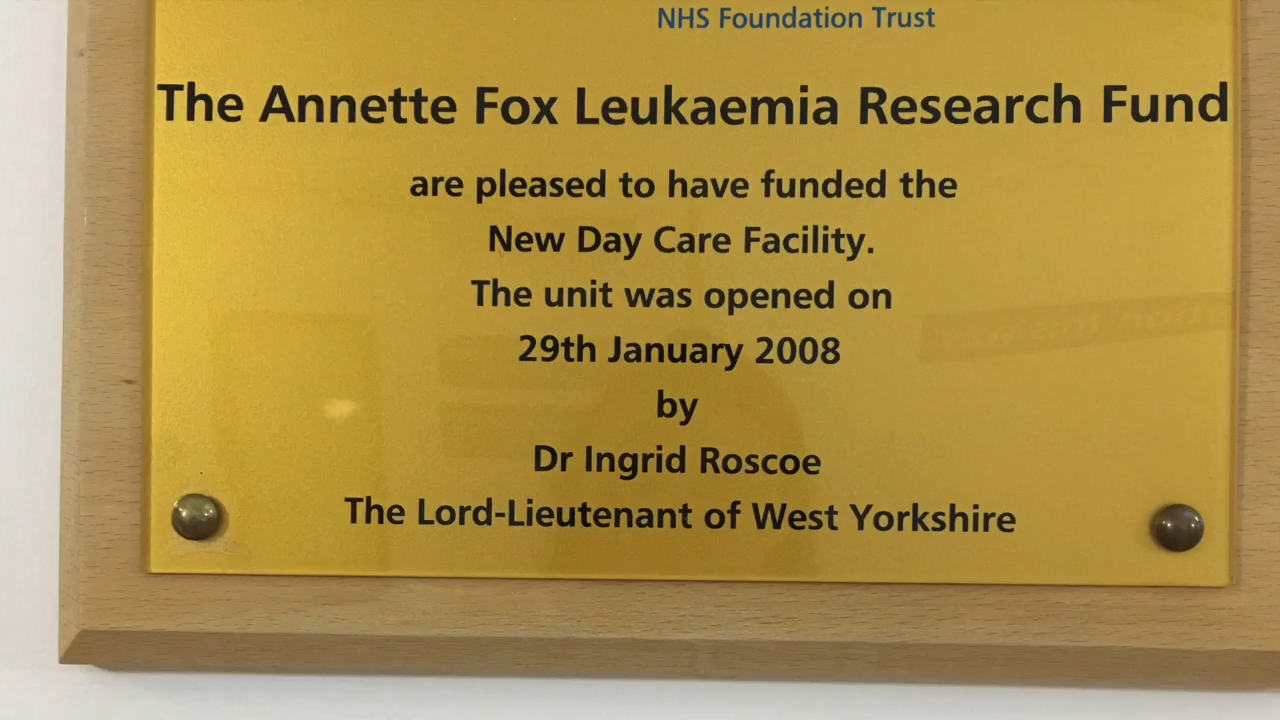 NHS Foundation Trust
The Annette Fox Leukaemia Research Fund
are pleased to have funded the
New Day Care Facility.
The unit was opened on
29th January 2008
by
Dr Ingrid Roscoe
The Lord-Lieutenant of West Yorkshire